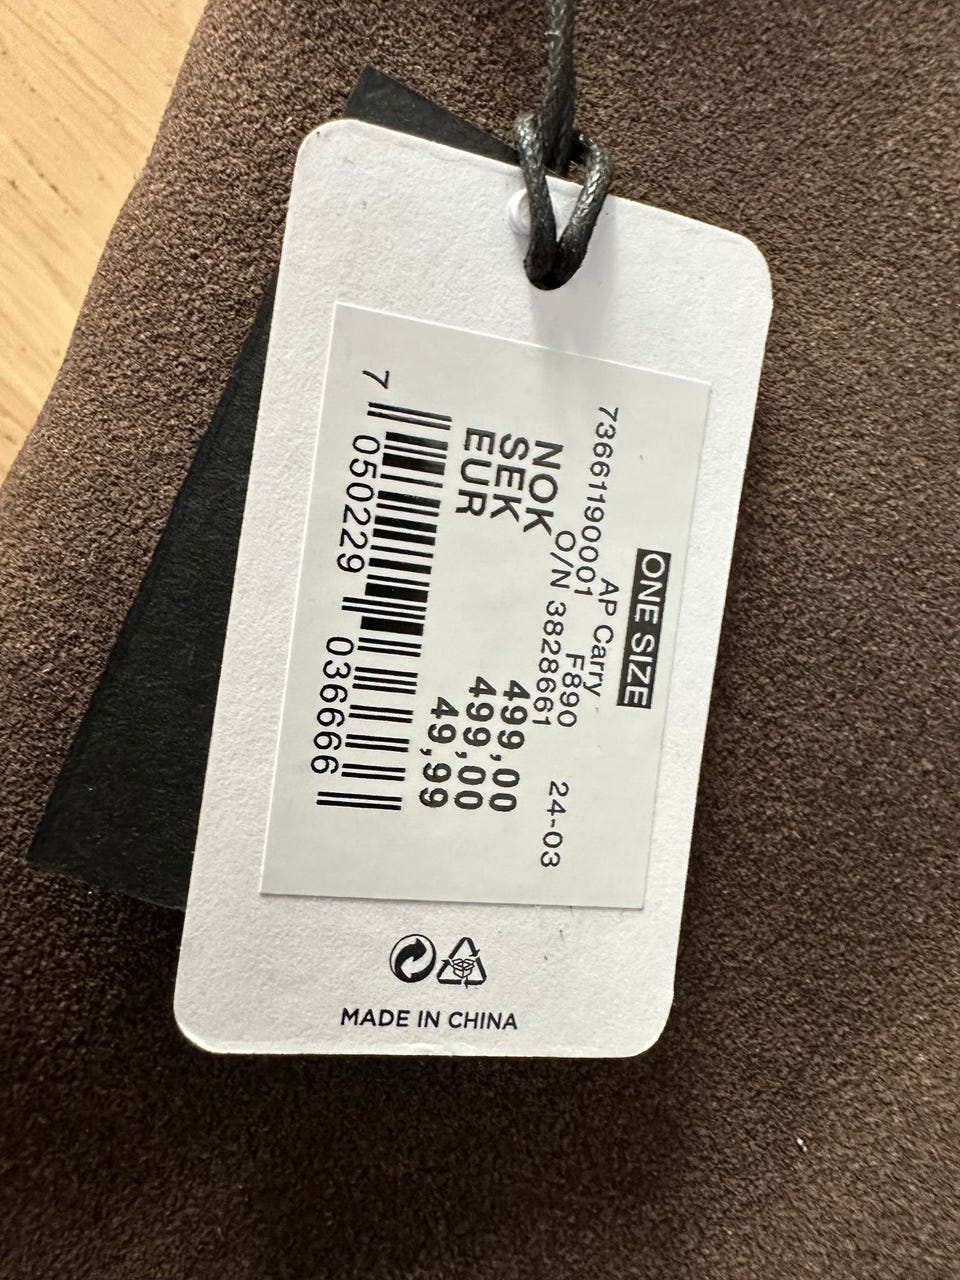 ONE SIZE
AP Carry
73661190001 F890
O/N 3828661 24-03
NOK 499,00
SEK 499,00
EUR 49,99
7 050229 036666
MADE IN CHINA